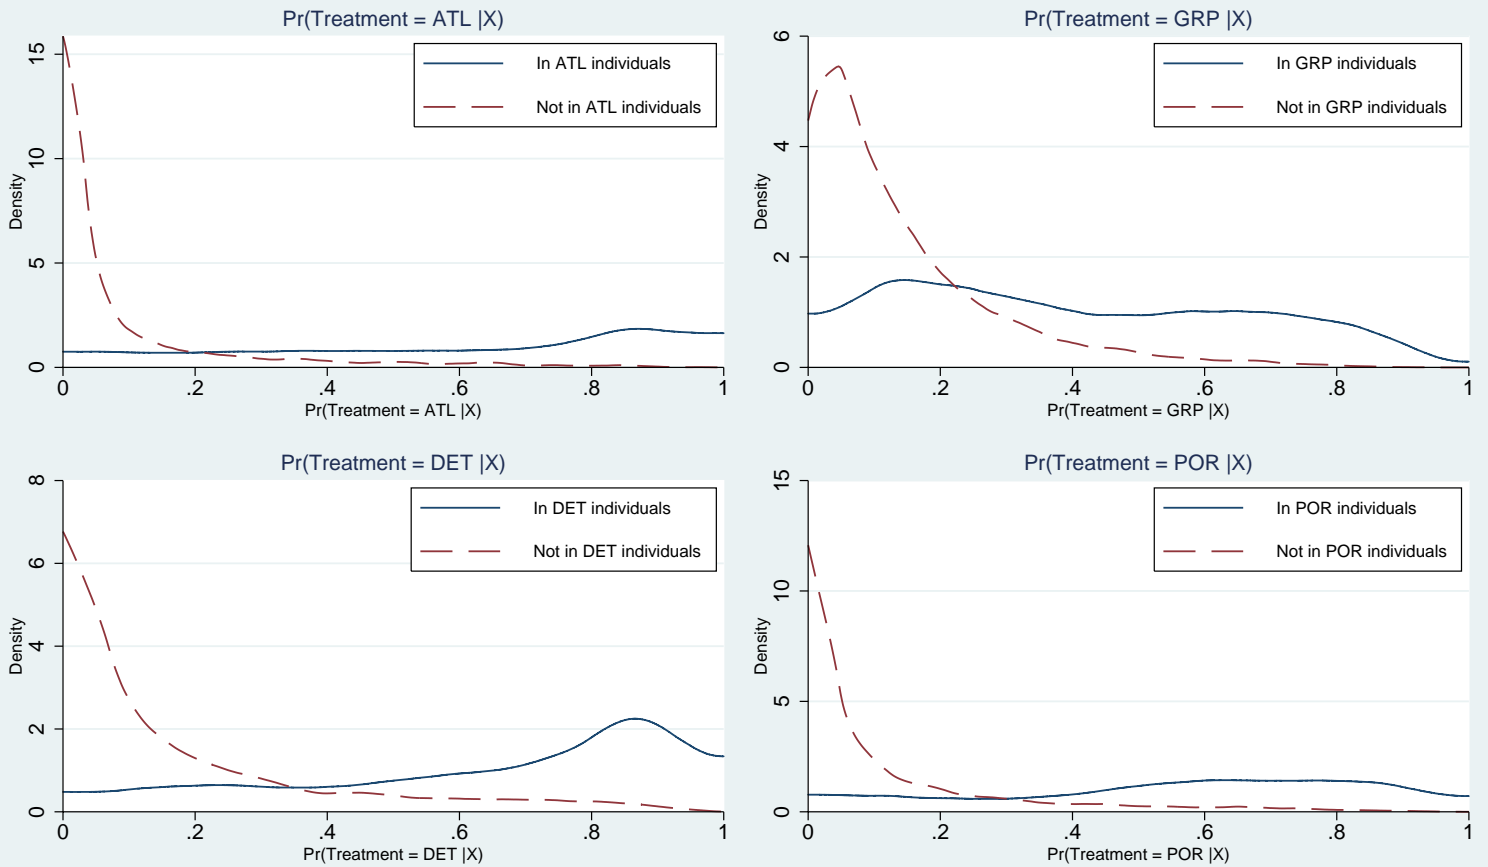 Pr(Treatment = ATL |X)
15
10
5
0
Density
In ATL individuals
Not in ATL individuals
0 .2 .4 .6 .8 1
Pr(Treatment = ATL |X)
Pr(Treatment = GRP |X)
6
4
2
0
Density
In GRP individuals
Not in GRP individuals
0 .2 .4 .6 .8 1
Pr(Treatment = GRP |X)
Pr(Treatment = DET |X)
8
6
4
2
0
Density
In DET individuals
Not in DET individuals
0 .2 .4 .6 .8 1
Pr(Treatment = DET |X)
Pr(Treatment = POR |X)
15
10
5
0
Density
In POR individuals
Not in POR individuals
0 .2 .4 .6 .8 1
Pr(Treatment = POR |X)